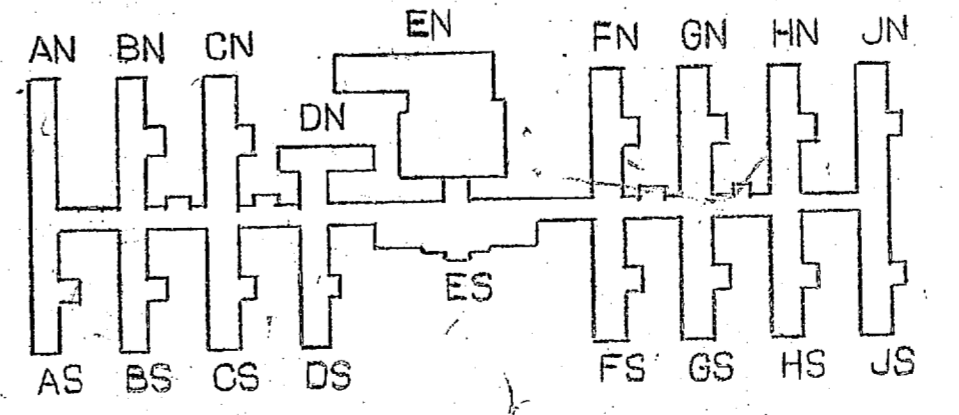 AN BN CN EN FN GN HN JN
DN
ES
AS BS CS DS FS GS HS JS